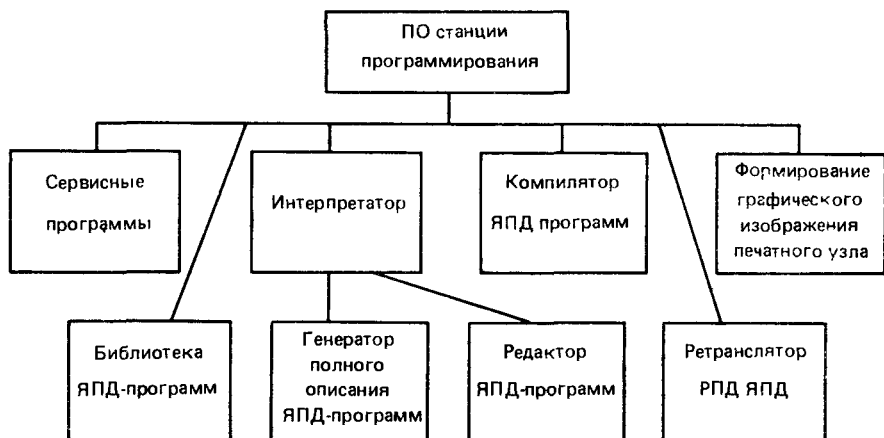 ПО станции
программирования
Сервисные
программы
Интерпретатор
Компилятор
ЯПД программ
Формирование
графического
изображения
печатного узла
Библиотека
ЯПД-программ
Генератор
полного
описания
ЯПД-программ
Редактор
ЯПД-программ
Ретранслятор
РПД ЯПД